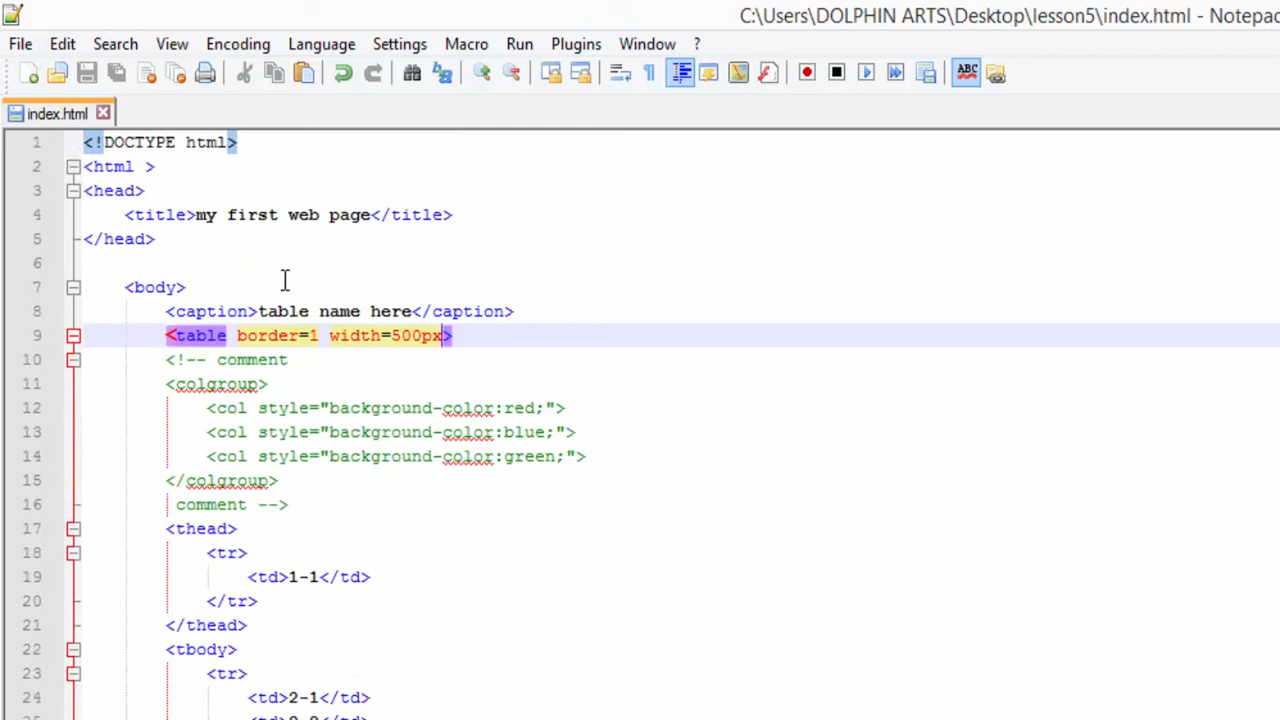 C:\Users\DOLPHIN ARTS\Desktop\lesson5\index.html - Notepad
File Edit Search View Encoding Language Settings Macro Run Plugins Window ?
ABC
index.html
1 <!DOCTYPE html>
2 <html >
3 <head>
4 <title>my first web page</title>
5 </head>
6
7 <body>
8 <caption>table name here</caption>
9 <table border=1 width=500px>
10 <!-- comment
11 <colgroup>
12 <col style="background-color:red;">
13 <col style="background-color:blue;">
14 <col style="background-color:green;">
15 </colgroup>
16 comment -->
17 <thead>
18 <tr>
19 <td>1-1</td>
20 </tr>
21 </thead>
22 <tbody>
23 <tr>
24 <td>2-1</td>